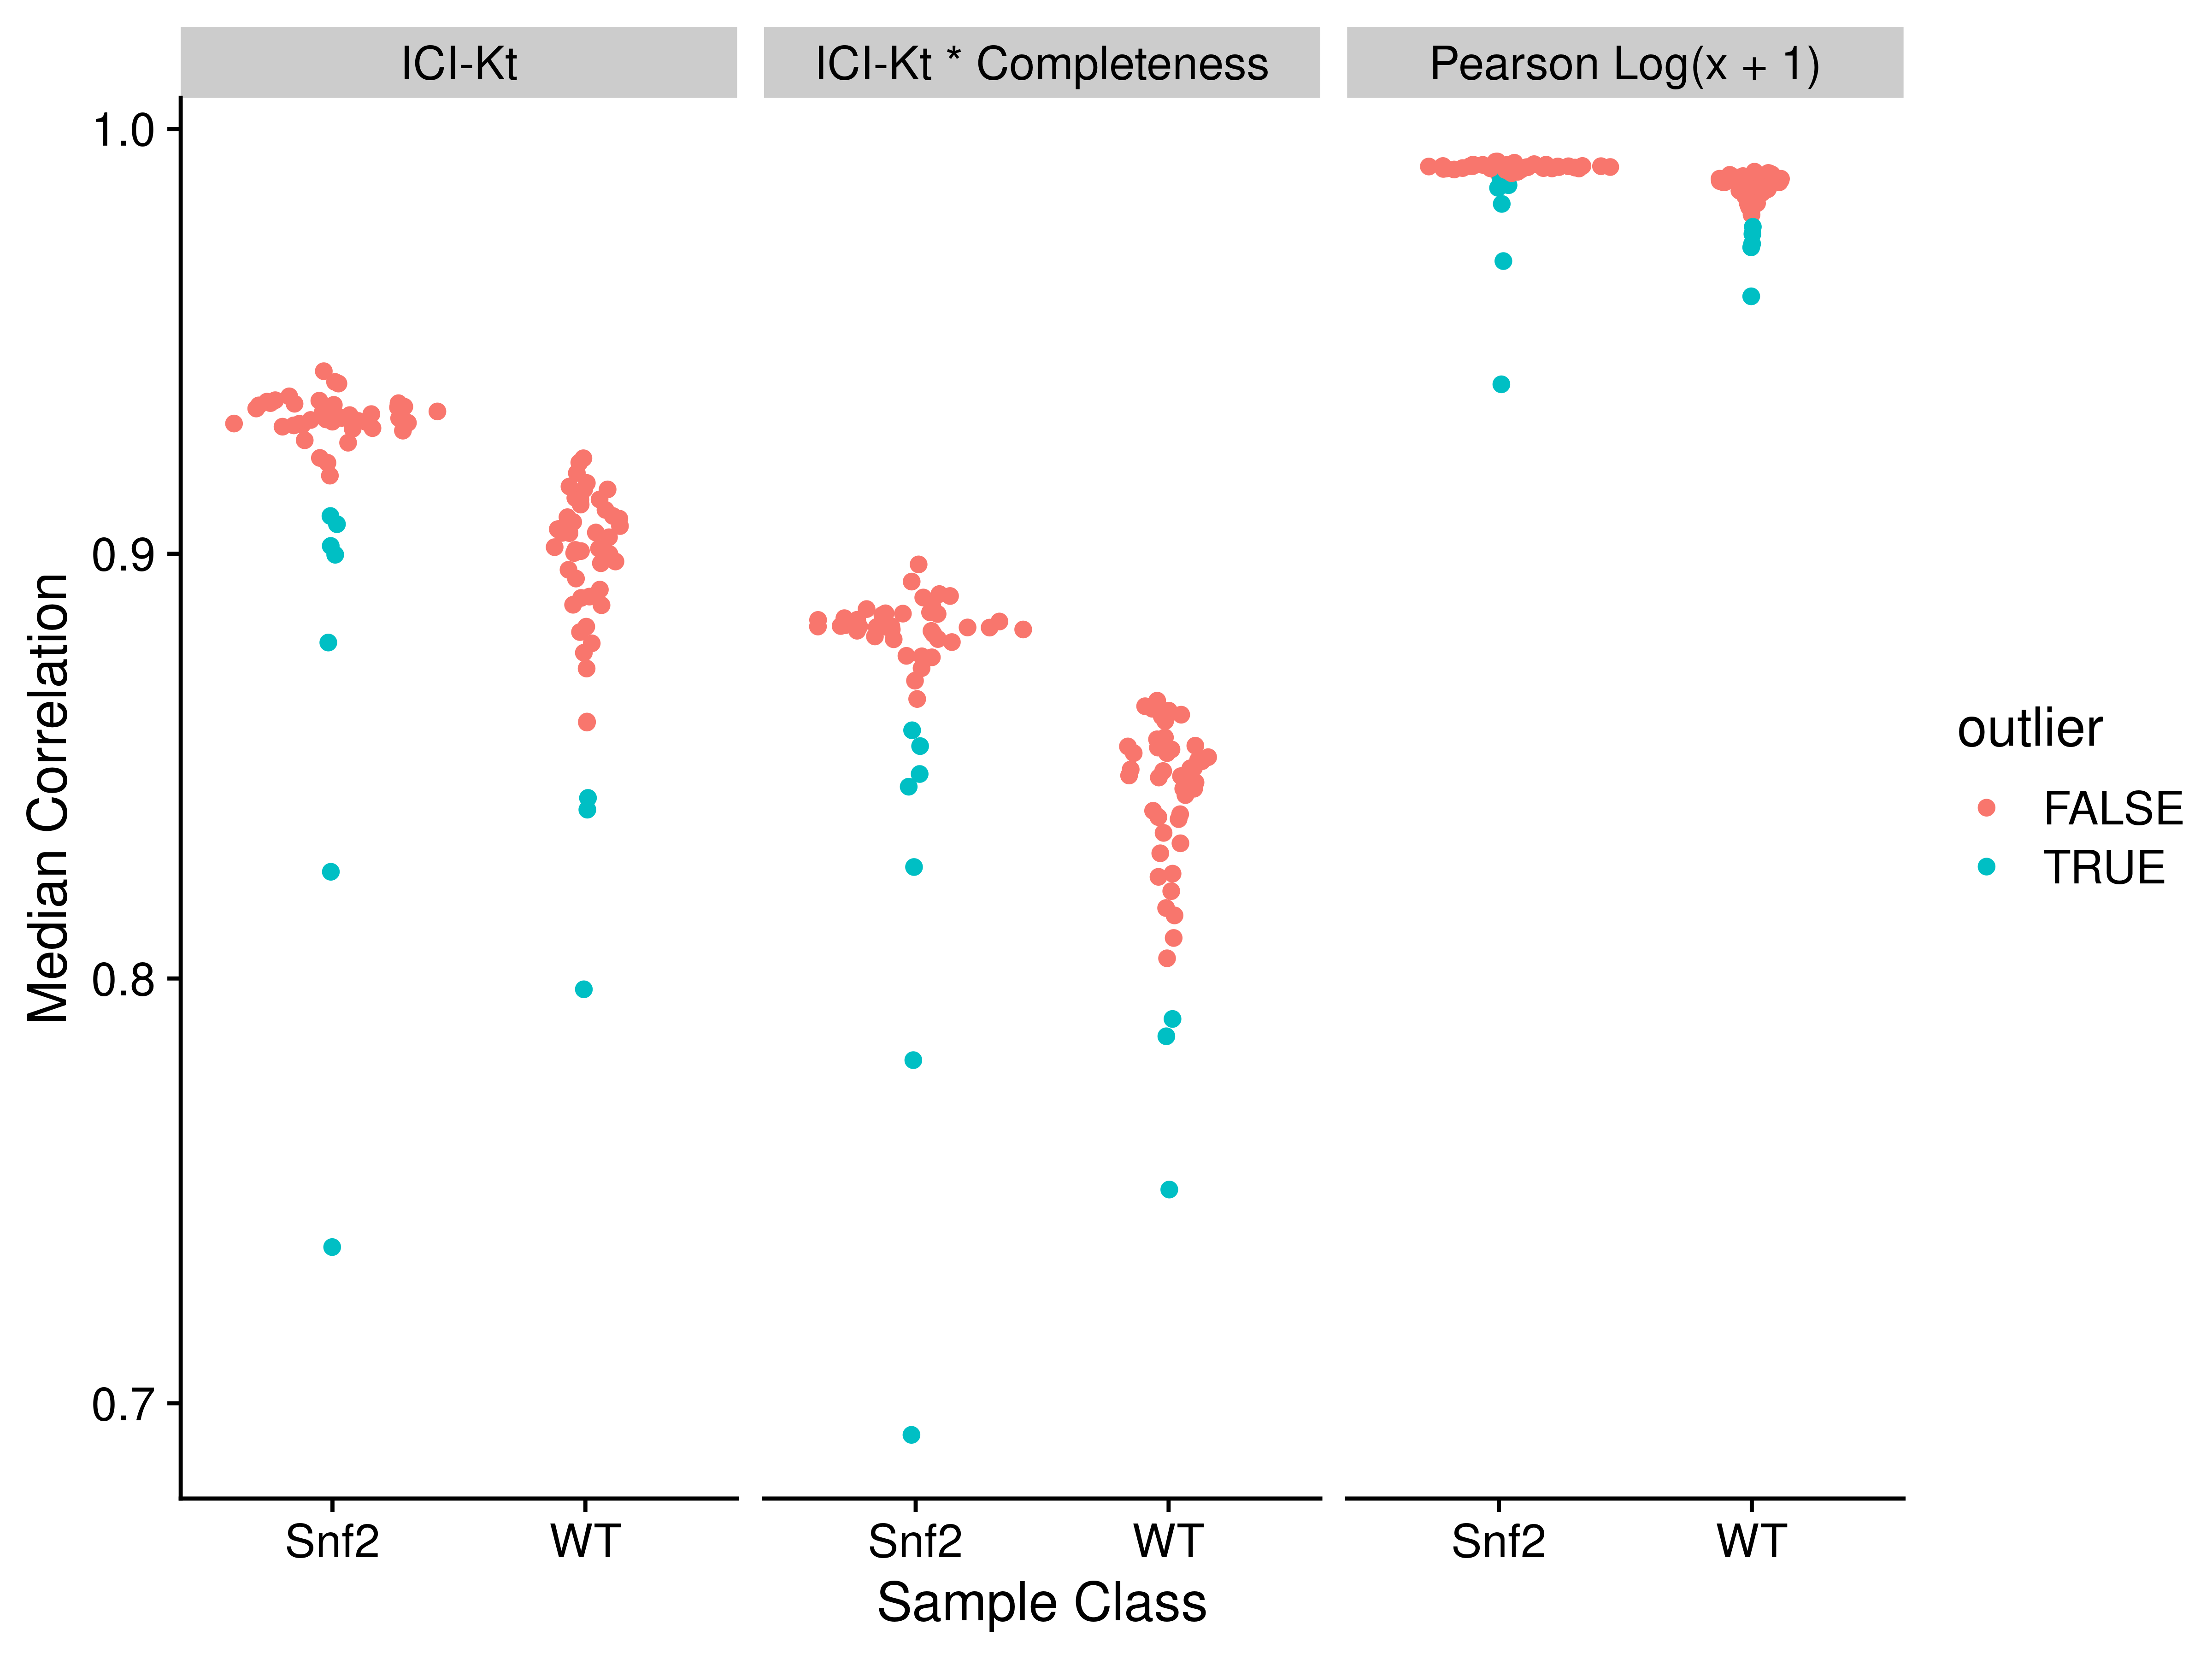 ICI-Kt
ICI-Kt * Completeness
Pearson Log(x + 1)
1.0
0.9
0.8
0.7
Median Correlation
Snf2
WT
Snf2
WT
Snf2
WT
Sample Class
outlier
FALSE
TRUE